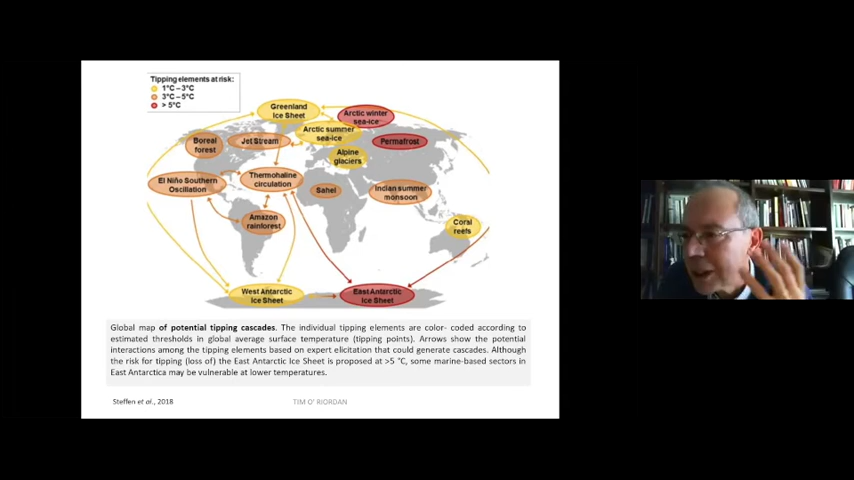 Tipping elements at risk:
1°C – 3°C
3°C – 5°C
> 5°C
Greenland
Ice Sheet
Arctic winter
sea-ice
Arctic summer
sea-ice
Boreal
forest
Jet Stream
Permafrost
Alpine
glaciers
El Niño Southern
Oscillation
Thermohaline
circulation
Sahel
Indian summer
monsoon
Amazon
rainforest
Coral
reefs
West Antarctic
Ice Sheet
East Antarctic
Ice Sheet
Global map of potential tipping cascades. The individual tipping elements are color- coded according to
estimated thresholds in global average surface temperature (tipping points). Arrows show the potential
interactions among the tipping elements based on expert elicitation that could generate cascades. Although
the risk for tipping (loss of) the East Antarctic Ice Sheet is proposed at >5 °C, some marine-based sectors in
East Antarctica may be vulnerable at lower temperatures.
Steffen et al., 2018
TIM O' RIORDAN